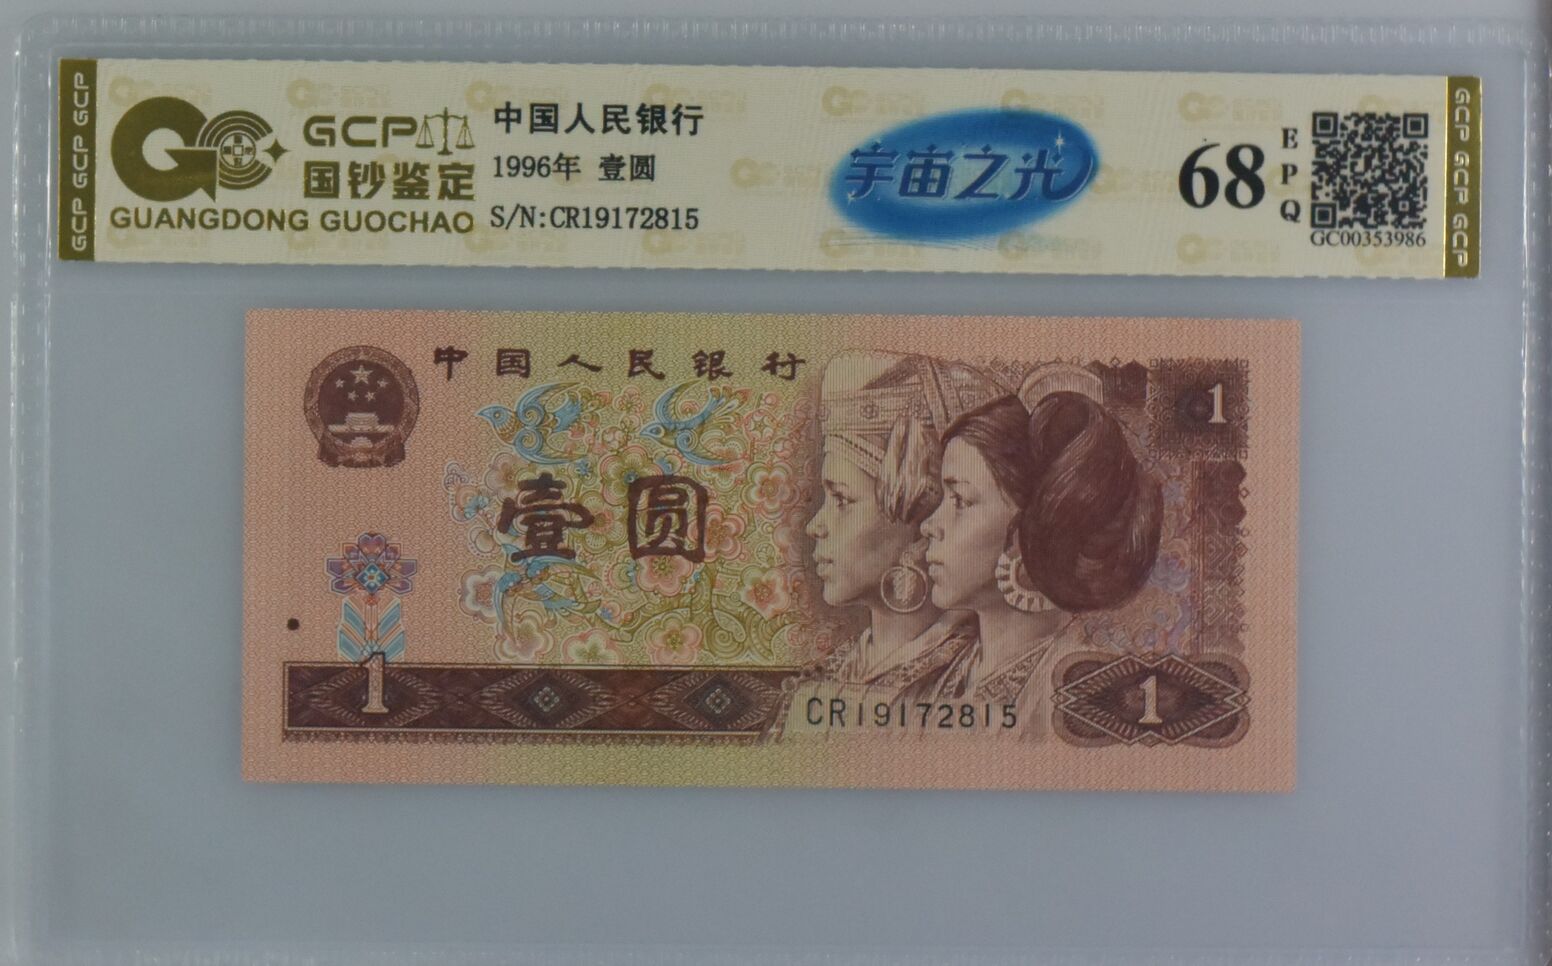 GCP GCP GCP
GC
GCP
国钞鉴定
GUANGDONG GUOCHAO
中国人民银行
1996年 壹圆
S/N:CR19172815
宇宙之光
68
EPQ
GC00353986
GCP GCP GCP
中国人民银行
1
壹圆
1
CR19172815
1